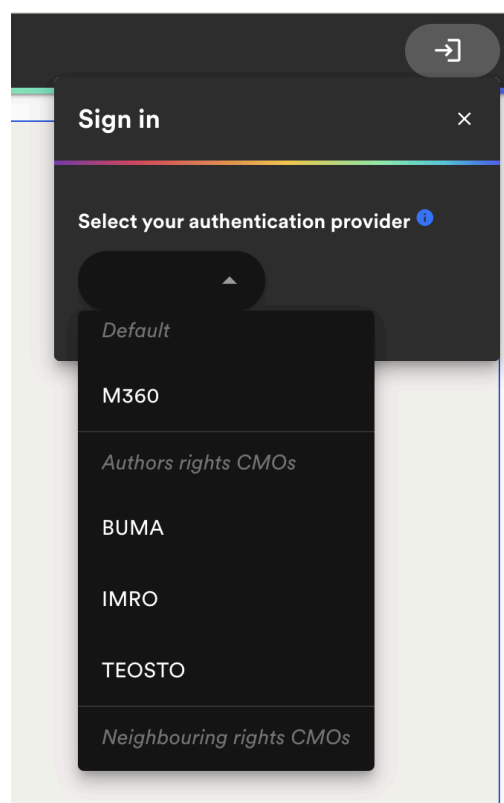 Sign in
Select your authentication provider
Default
M360
Authors rights CMOs
BUMA
IMRO
TEOSTO
Neighbouring rights CMOs